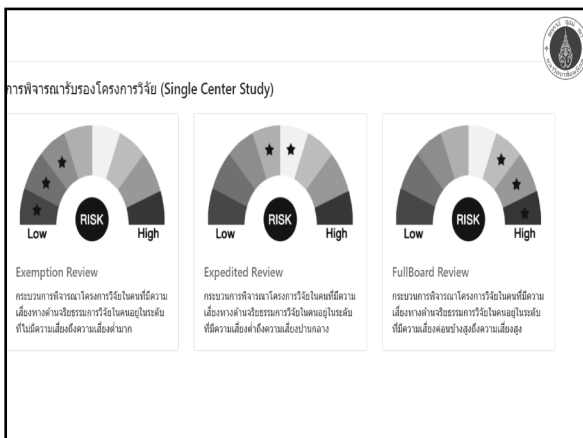 การพิจารณารับรองโครงการวิจัย (Single Center Study)
RISK
Low High
Exemption Review
กระบวนการพิจารณาโครงการวิจัยในคนที่มีความ
เสี่ยงทางด้านจริยธรรมการวิจัยในคนอยู่ในระดับ
ที่ไม่มีความเสี่ยงถึงความเสี่ยงต่ำมาก
RISK
Low High
Expedited Review
กระบวนการพิจารณาโครงการวิจัยในคนที่มีความ
เสี่ยงทางด้านจริยธรรมการวิจัยในคนอยู่ในระดับ
ที่มีความเสี่ยงต่ำถึงความเสี่ยงปานกลาง
RISK
Low High
FullBoard Review
กระบวนการพิจารณาโครงการวิจัยในคนที่มีความ
เสี่ยงทางด้านจริยธรรมการวิจัยในคนอยู่ในระดับ
ที่มีความเสี่ยงค่อนข้างสูงถึงความเสี่ยงสูง